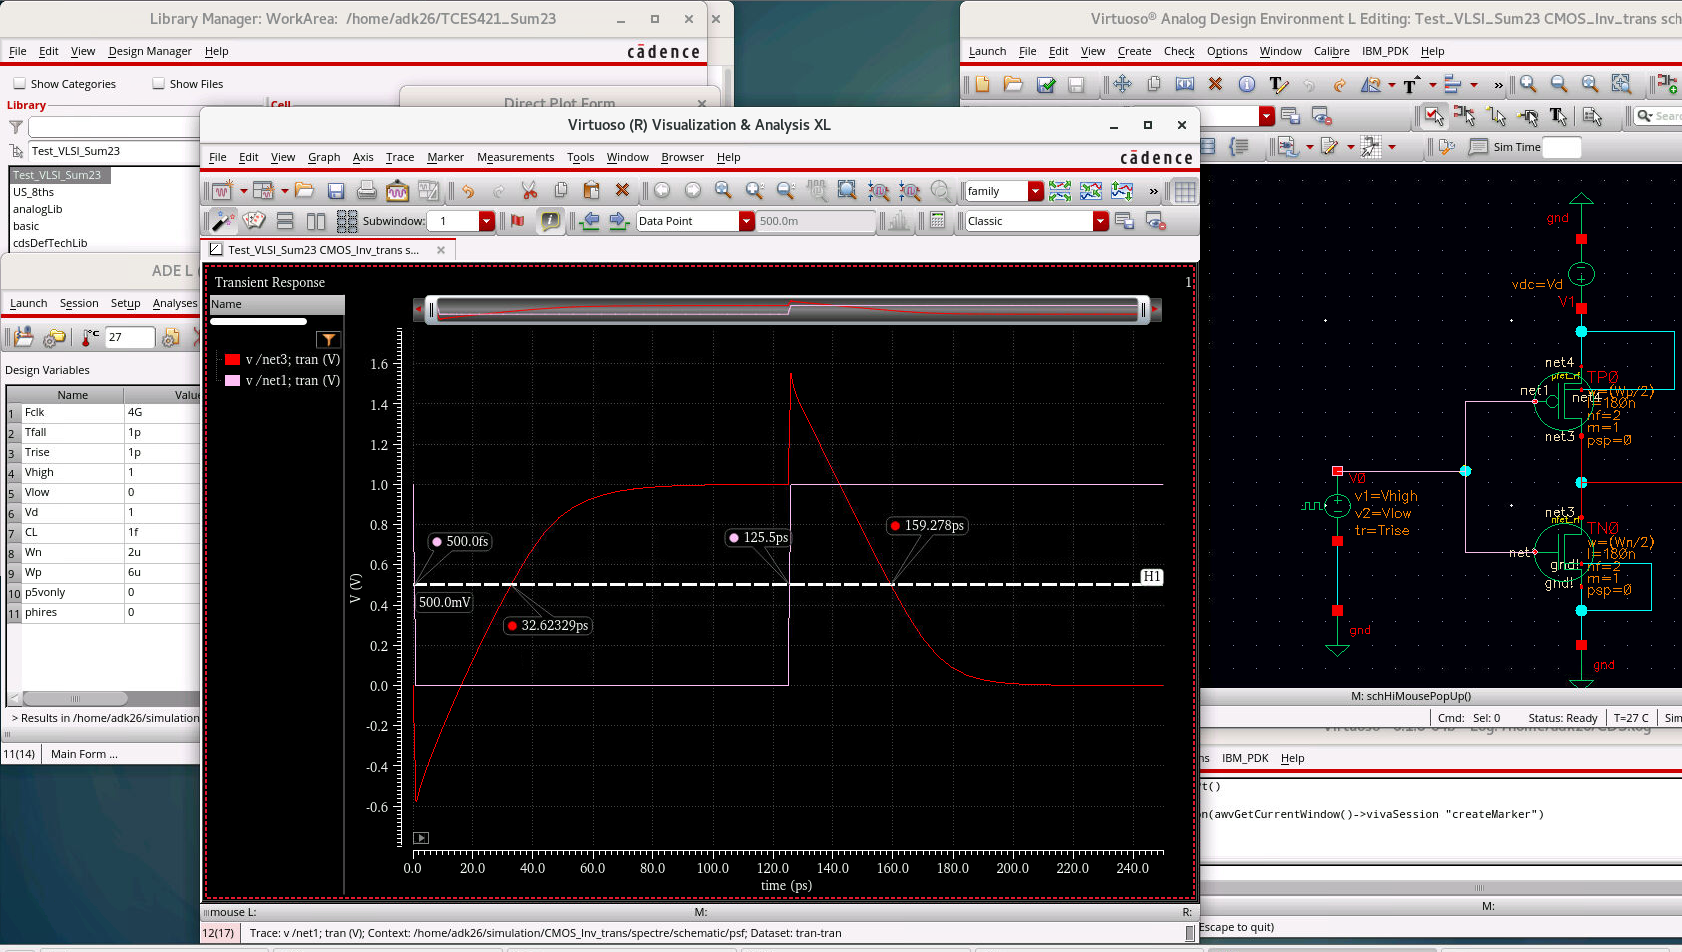 Library Manager: WorkArea: /home/adk26/TCES421_Sum23
File Edit View Design Manager Help
cādence
Show Categories Show Files
Library Cell
Test_VLSI_Sum23
Test_VLSI_Sum23
US_8ths
analogLib
basic
cdsDefTechLib
Direct Plot Form
Virtuoso® Analog Design Environment L Editing: Test_VLSI_Sum23 CMOS_Inv_trans sch
Launch File Edit View Create Check Options Window Calibre IBM_PDK Help
Sim Time
ADE L (
Launch Session Setup Analyses
°C 27
Design Variables
Name Valu
1 Fclk 4G
2 Tfall 1p
3 Trise 1p
4 Vhigh 1
5 Vlow 0
6 Vd 1
7 CL 1f
8 Wn 2u
9 Wp 6u
10 p5vonly 0
11 phires 0
> Results in /home/adk26/simulation
11(14) Main Form ...
Virtuoso (R) Visualization & Analysis XL
File Edit View Graph Axis Trace Marker Measurements Tools Window Browser Help
cādence
family
Subwindow: 1 Data Point 500.0m Classic
Test_VLSI_Sum23 CMOS_Inv_trans s...
Transient Response 1
Name
v /net3; tran (V)
v /net1; tran (V)
1.6
1.4
1.2
1.0
0.8
0.6
0.4
0.2
0.0
-0.2
-0.4
-0.6
V (V)
500.0fs
125.5ps
159.278ps
H1
500.0mV
32.62329ps
0.0 20.0 40.0 60.0 80.0 100.0 120.0 140.0 160.0 180.0 200.0 220.0 240.0
time (ps)
mouse L: M: R:
12(17) Trace: v /net1; tran (V); Context: /home/adk26/simulation/CMOS_Inv_trans/spectre/schematic/psf; Dataset: tran-tran
gnd
vdc=Vd
V1
net4
TP0
net1
net4
w=(Wp/2)
l=180n
nf=2
m=1
net3
psp=0
V0
v1=Vhigh
v2=Vlow
tr=Trise
gnd
net3
TN0
w=(Wn/2)
l=180n
gnd!
nf=2
gnd!
m=1
psp=0
gnd
M: schHiMousePopUp()
Cmd: Sel: 0 Status: Ready T=27 C Sim
IBM_PDK Help
t()
n(awvGetCurrentWindow()->vivaSession "createMarker")
M:
Escape to quit)